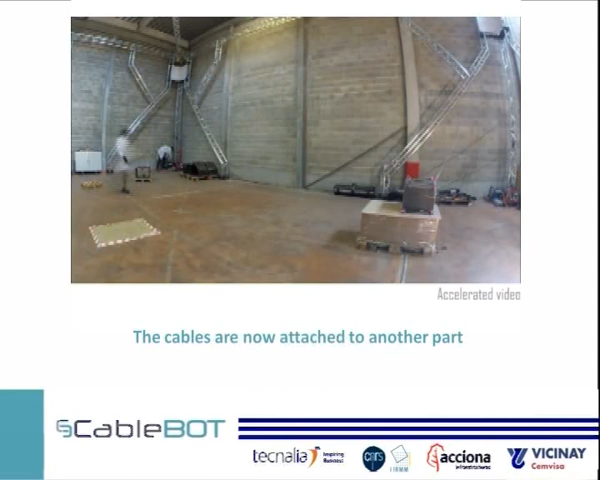 Accelerated video
The cables are now attached to another part
CableBOT
tecnalia Inspiring Business
cnrs
LIRMM
acciona
Infraestructuras
VICINAY
Cemvisa